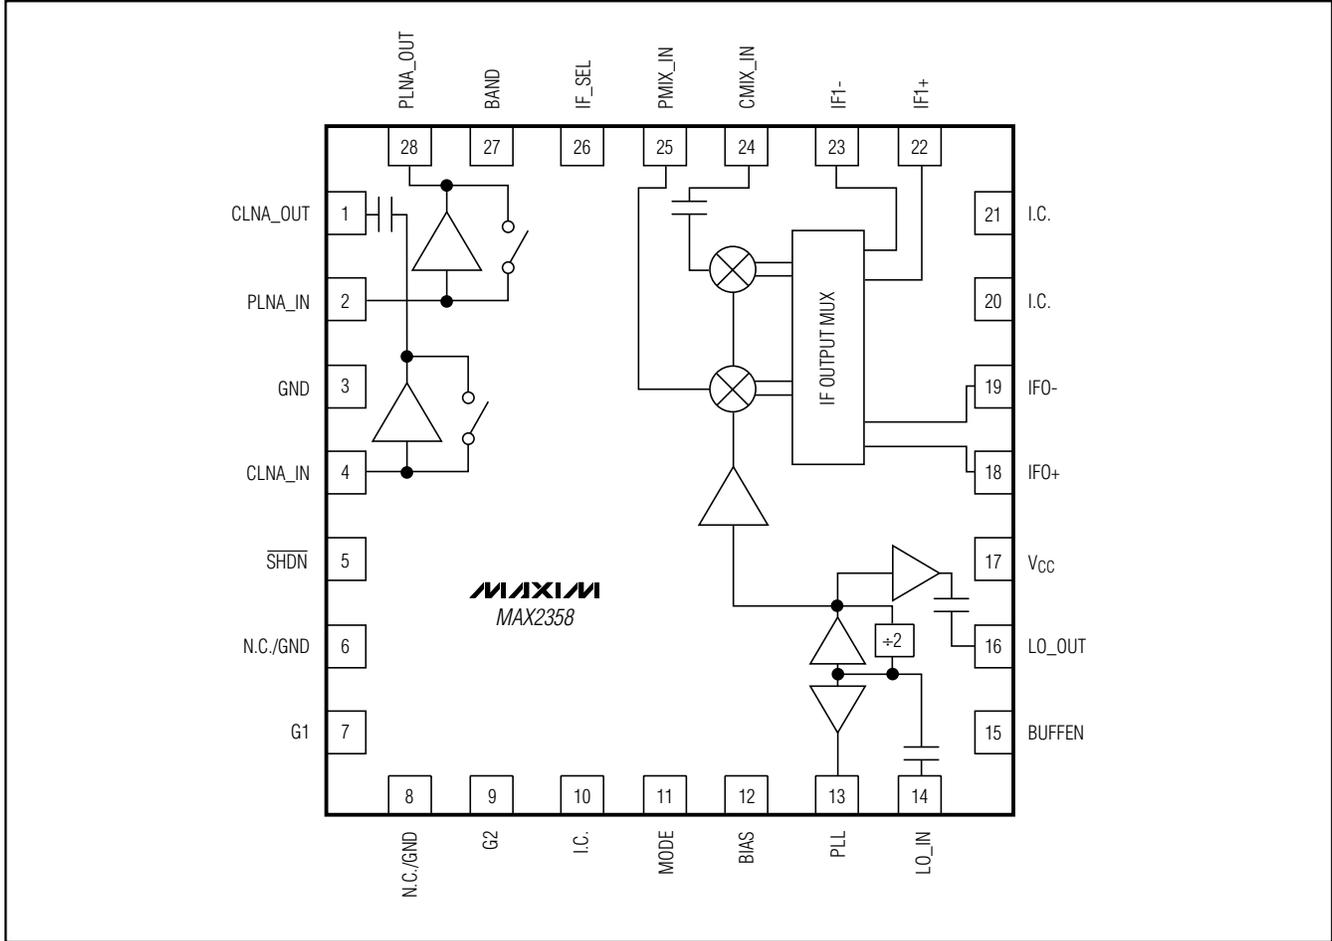 PLNA_OUT
BAND
IF_SEL
PMIX_IN
CMIX_IN
IF1-
IF1+
28
27
26
25
24
23
22
CLNA_OUT
1
21
I.C.
PLNA_IN
2
20
I.C.
GND
3
19
IF0-
CLNA_IN
4
18
IF0+
IF OUTPUT MUX
SHDN
5
17
VCC
MAXIM
MAX2358
N.C./GND
6
÷2
16
LO_OUT
G1
7
15
BUFFEN
8
9
10
11
12
13
14
N.C./GND
G2
I.C.
MODE
BIAS
PLL
LO_IN